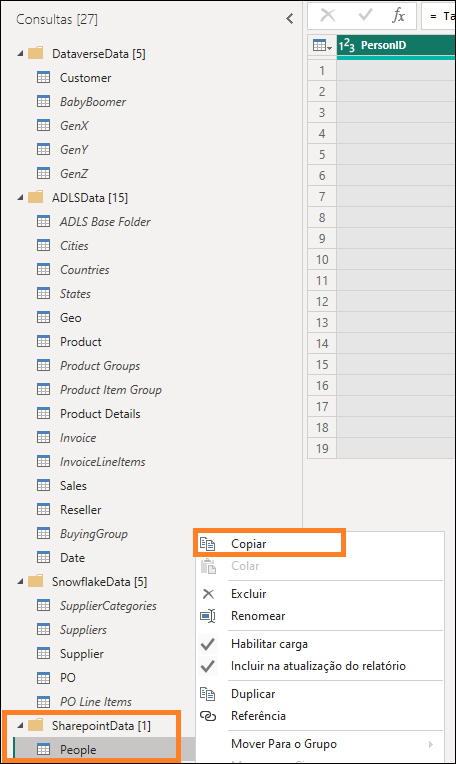 Consultas [27]
fx
= Ta
DataverseData [5]
Customer
BabyBoomer
GenX
GenY
GenZ
ADLSData [15]
ADLS Base Folder
Cities
Countries
States
Geo
Product
Product Groups
Product Item Group
Product Details
Invoice
InvoiceLineItems
Sales
Reseller
BuyingGroup
Date
SnowflakeData [5]
SupplierCategories
Suppliers
Supplier
PO
PO Line Items
SharepointData [1]
People
1 2 3 PersonID
1
2
3
4
5
6
7
8
9
10
11
12
13
14
15
16
17
18
19
Copiar
Colar
Excluir
Renomear
Habilitar carga
Incluir na atualização do relatório
Duplicar
Referência
Mover Para o Grupo